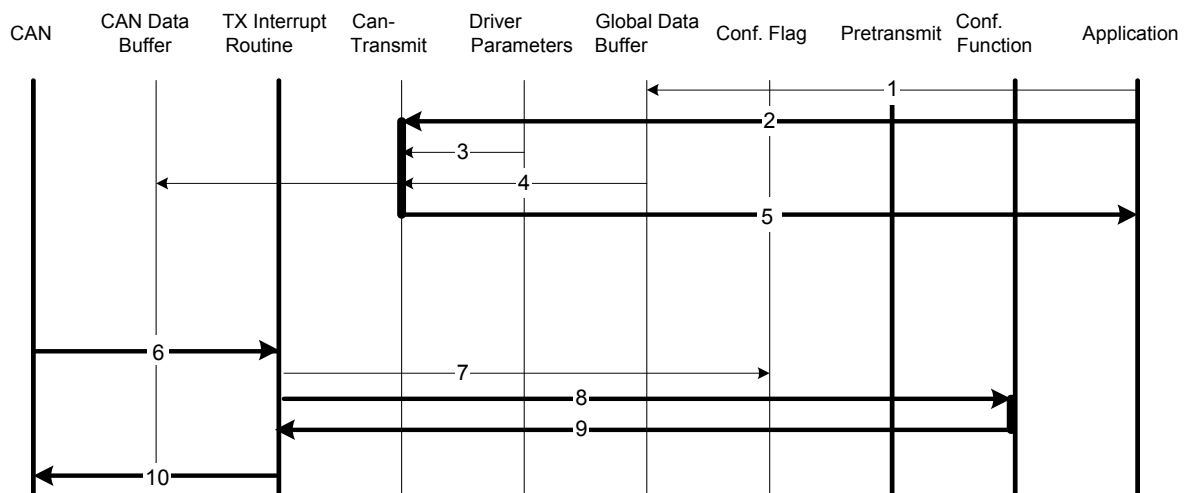 CAN
CAN Data
Buffer
TX Interrupt
Routine
Can-
Transmit
Driver
Parameters
Global Data
Buffer
Conf. Flag
Pretransmit
Conf.
Function
Application
1
2
3
4
5
6
7
8
9
10